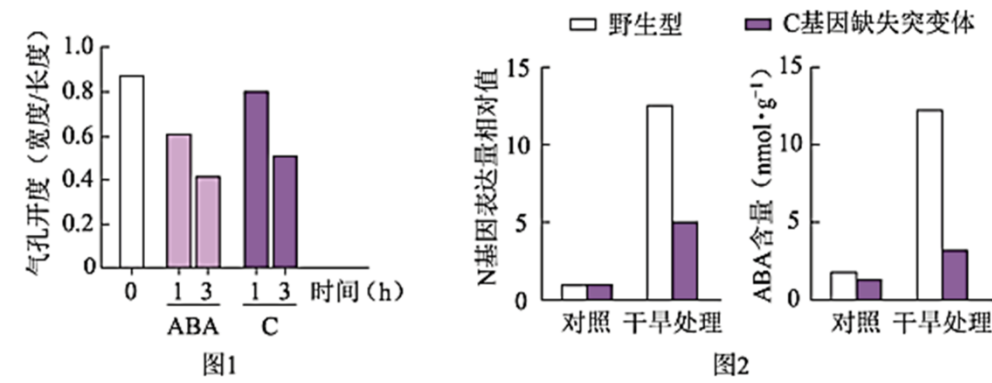 气孔开度（宽度/长度）
1.0
0.8
0.6
0.4
0.2
0
0 1 3 1 3 时间（h）
ABA C
图1
野生型 C基因缺失突变体
N基因表达量相对值
15
10
5
0
对照 干旱处理
ABA含量（nmol·g⁻¹）
15
10
5
0
对照 干旱处理
图2